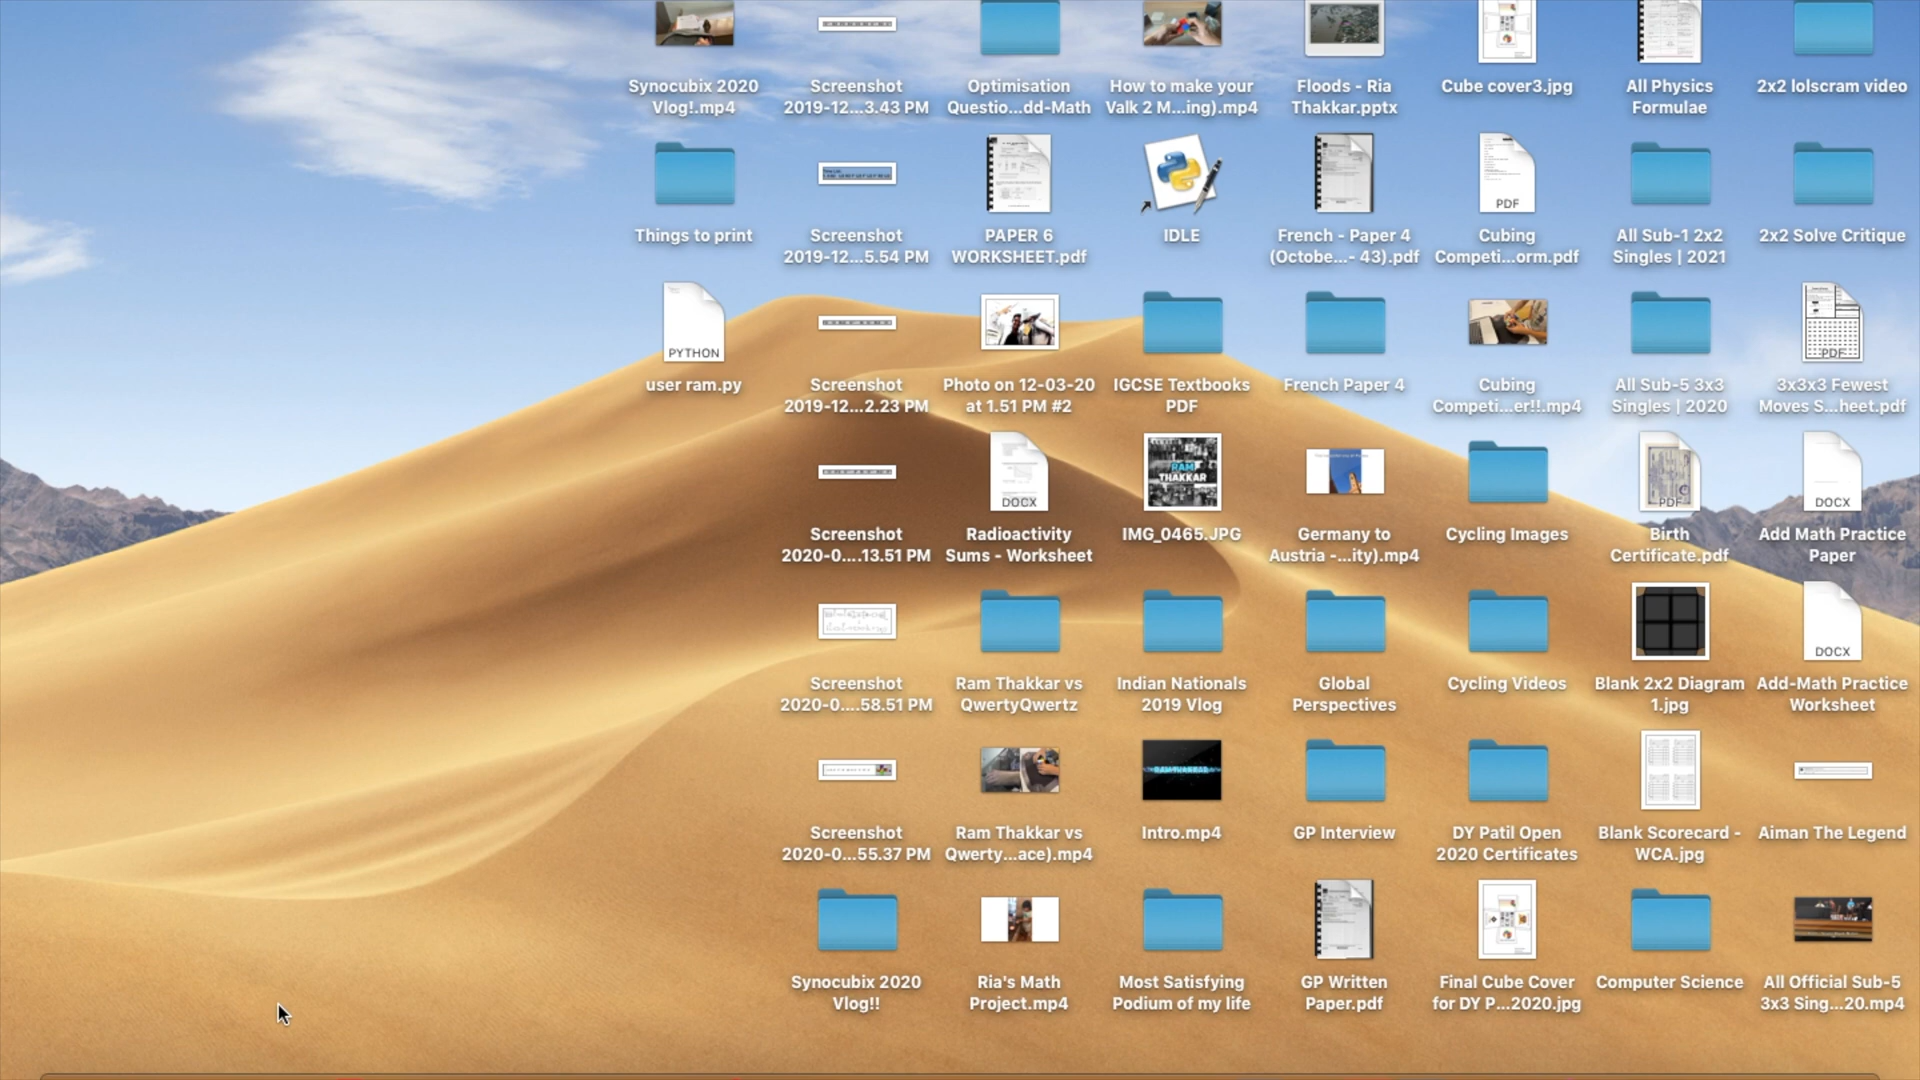 Synocubix 2020
Vlog!.mp4
Screenshot
2019-12...3.43 PM
Optimisation
Questio...dd-Math
How to make your
Valk 2 M...ing).mp4
Floods - Ria
Thakkar.pptx
Cube cover3.jpg
All Physics
Formulae
2x2 lolscram video
Things to print
Screenshot
2019-12...5.54 PM
PAPER 6
WORKSHEET.pdf
IDLE
French - Paper 4
(Octobe...- 43).pdf
PDF
Cubing
Competi...orm.pdf
All Sub-1 2x2
Singles | 2021
2x2 Solve Critique
PYTHON
user ram.py
Screenshot
2019-12...2.23 PM
Photo on 12-03-20
at 1.51 PM #2
IGCSE Textbooks
PDF
French Paper 4
Cubing
Competi...er!!.mp4
All Sub-5 3x3
Singles | 2020
PDF
3x3x3 Fewest
Moves S...heet.pdf
Screenshot
2020-0....13.51 PM
DOCX
Radioactivity
Sums - Worksheet
RAM
THAKKAR
IMG_0465.JPG
Germany to
Austria -...ity).mp4
Cycling Images
PDF
Birth
Certificate.pdf
DOCX
Add Math Practice
Paper
Screenshot
2020-0....58.51 PM
Ram Thakkar vs
QwertyQwertz
Indian Nationals
2019 Vlog
Global
Perspectives
Cycling Videos
Blank 2x2 Diagram
1.jpg
DOCX
Add-Math Practice
Worksheet
Screenshot
2020-0...55.37 PM
Ram Thakkar vs
Qwerty...ace).mp4
RAM THAKKAR
Intro.mp4
GP Interview
DY Patil Open
2020 Certificates
Blank Scorecard -
WCA.jpg
Aiman The Legend
Synocubix 2020
Vlog!!
Ria's Math
Project.mp4
Most Satisfying
Podium of my life
GP Written
Paper.pdf
Final Cube Cover
for DY P...2020.jpg
Computer Science
All Official Sub-5
3x3 Sing...20.mp4